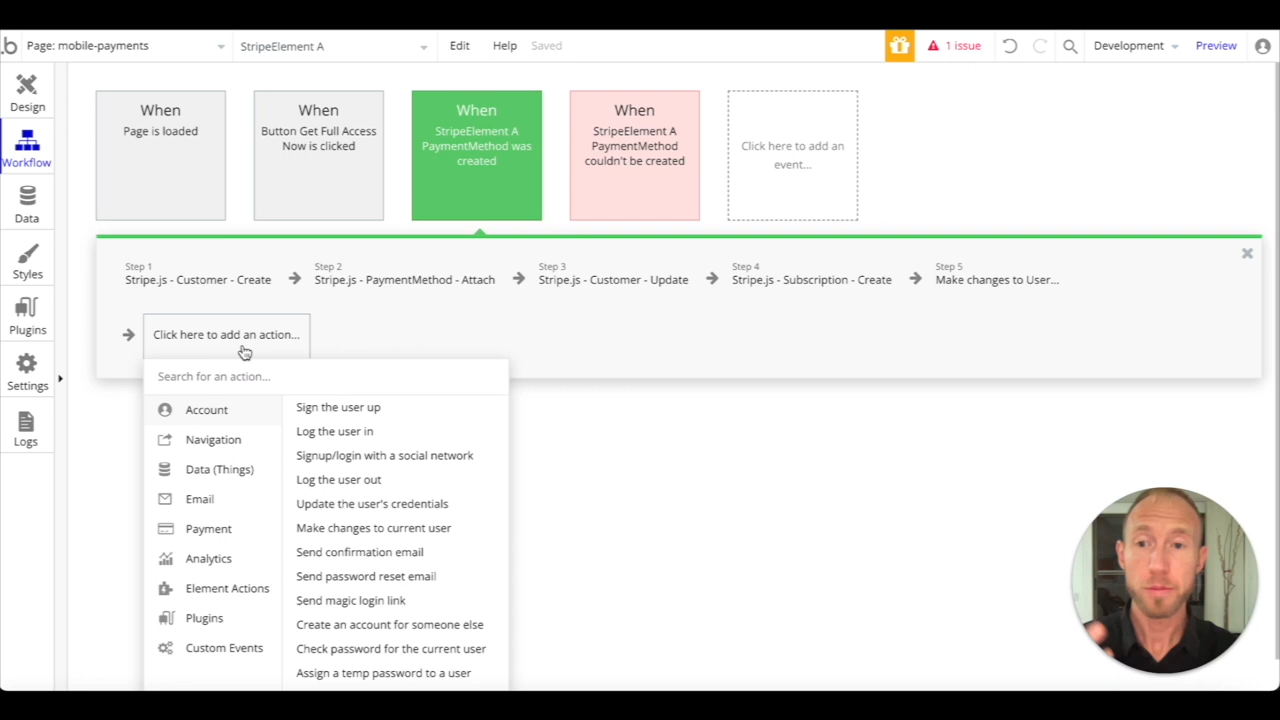 .b
Page: mobile-payments
StripeElement A
Edit
Help
Saved
1 issue
Development
Preview
Design
Workflow
Data
Styles
Plugins
Settings
Logs
When
Page is loaded
When
Button Get Full Access
Now is clicked
When
StripeElement A
PaymentMethod was
created
When
StripeElement A
PaymentMethod
couldn't be created
Click here to add an
event...
Step 1
Stripe.js - Customer - Create
Step 2
Stripe.js - PaymentMethod - Attach
Step 3
Stripe.js - Customer - Update
Step 4
Stripe.js - Subscription - Create
Step 5
Make changes to User...
Click here to add an action...
Search for an action...
Account
Navigation
Data (Things)
Email
Payment
Analytics
Element Actions
Plugins
Custom Events
Sign the user up
Log the user in
Signup/login with a social network
Log the user out
Update the user's credentials
Make changes to current user
Send confirmation email
Send password reset email
Send magic login link
Create an account for someone else
Check password for the current user
Assign a temp password to a user